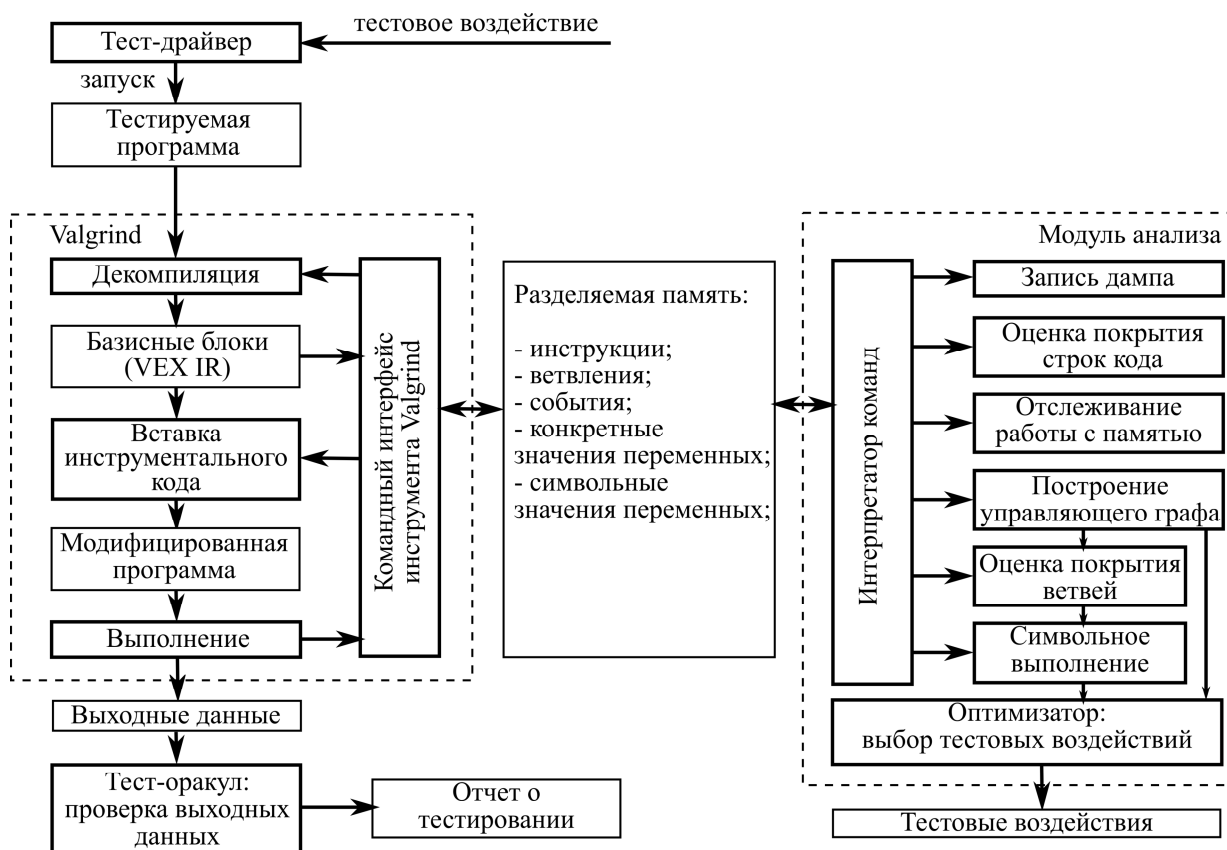 тестовое воздействие
Тест-драйвер
запуск
Тестируемая
программа
Valgrind
Декомпиляция
Базисные блоки
(VEX IR)
Вставка
инструментального
кода
Модифицированная
программа
Выполнение
Командный интерфейс
инструмента Valgrind
Выходные данные
Тест-оракул:
проверка выходных
данных
Отчет о
тестировании
Разделяемая память:
- инструкции;
- ветвления;
- события;
- конкретные
значения переменных;
- символьные
значения переменных;
Модуль анализа
Интерпретатор команд
Запись дампа
Оценка покрытия
строк кода
Отслеживание
работы с памятью
Построение
управляющего графа
Оценка покрытия
ветвей
Символьное
выполнение
Оптимизатор:
выбор тестовых воздействий
Тестовые воздействия